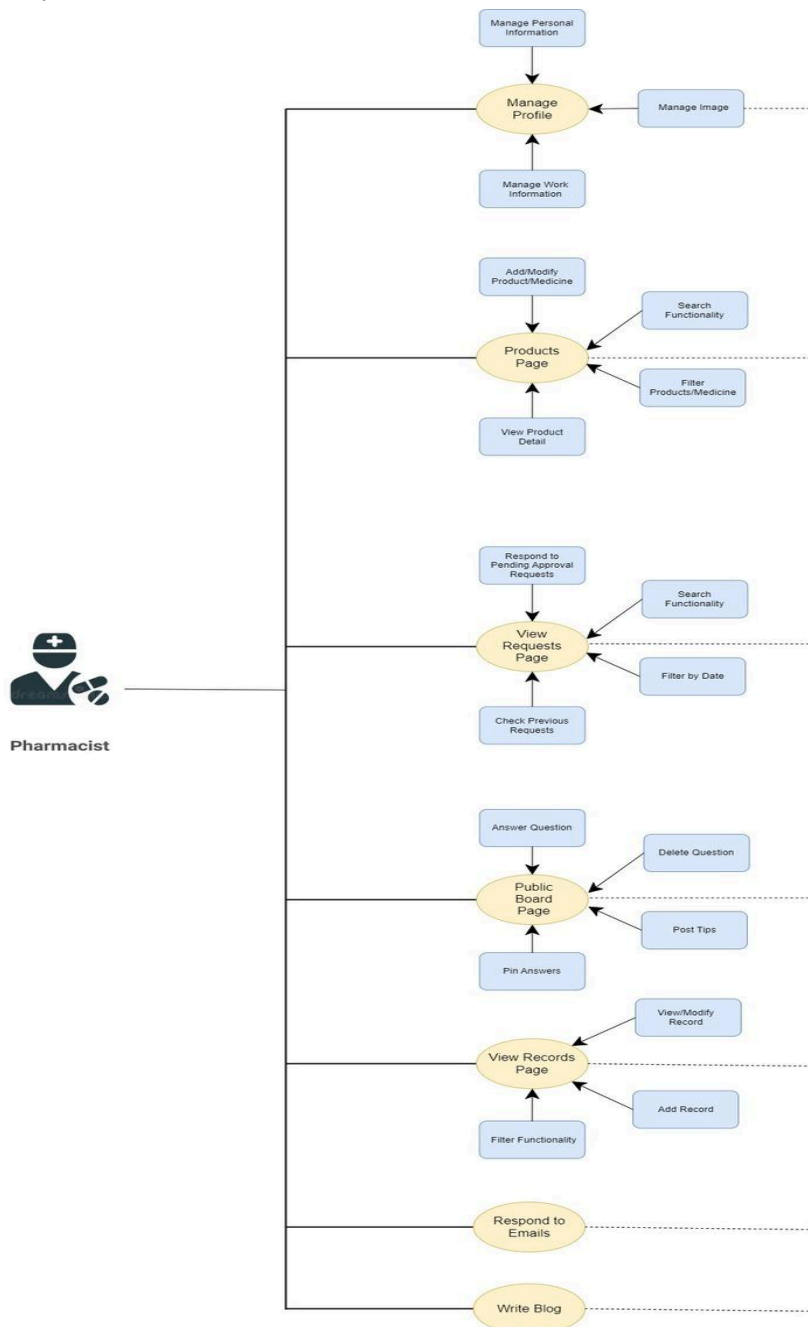 Manage Personal
Information
Manage
Profile
Manage Image
Manage Work
Information
Add/Modify
Product/Medicine
Search
Functionality
Products
Page
Filter
Products/Medicine
View Product
Detail
Respond to
Pending Approval
Requests
Search
Functionality
View
Requests
Page
Filter by Date
Check Previous
Requests
Pharmacist
Answer Question
Delete Question
Public
Board
Page
Post Tips
Pin Answers
View/Modify
Record
View Records
Page
Add Record
Filter Functionality
Respond to
Emails
Write Blog